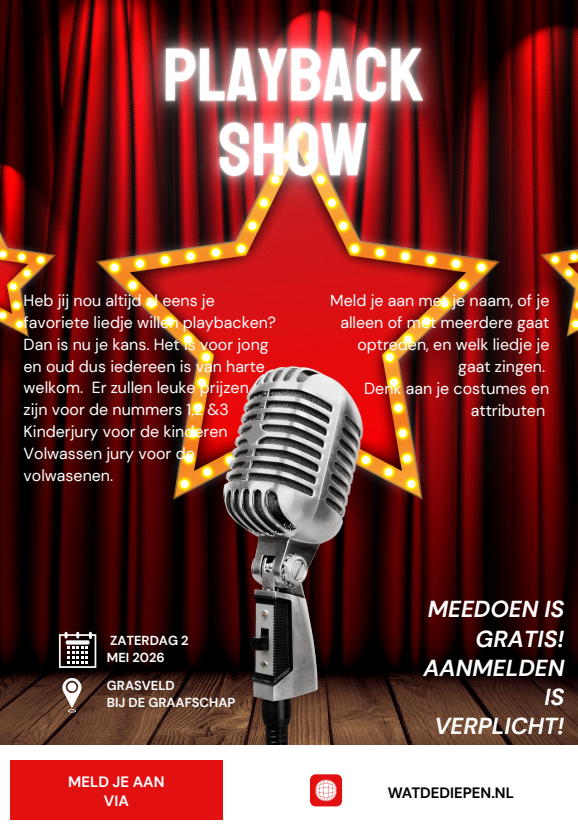 PLAYBACK
SHOW
Heb jij nou altijd al eens je
favoriete liedje willen playbacken?
Dan is nu je kans. Het is voor jong
en oud dus iedereen is van harte
welkom.  Er zullen leuke prijzen
zijn voor de nummers 1,2 &3
Kinderjury voor de kinderen
Volwassen jury voor de
volwasenen.
Meld je aan met je naam, of je
alleen of met meerdere gaat
optreden, en welk liedje je
gaat zingen.
Denk aan je costumes en
attributen
ZATERDAG 2
MEI 2026
GRASVELD
BIJ DE GRAAFSCHAP
MEEDOEN IS
GRATIS!
AANMELDEN
IS
VERPLICHT!
MELD JE AAN
VIA
WATDEDIEPEN.NL